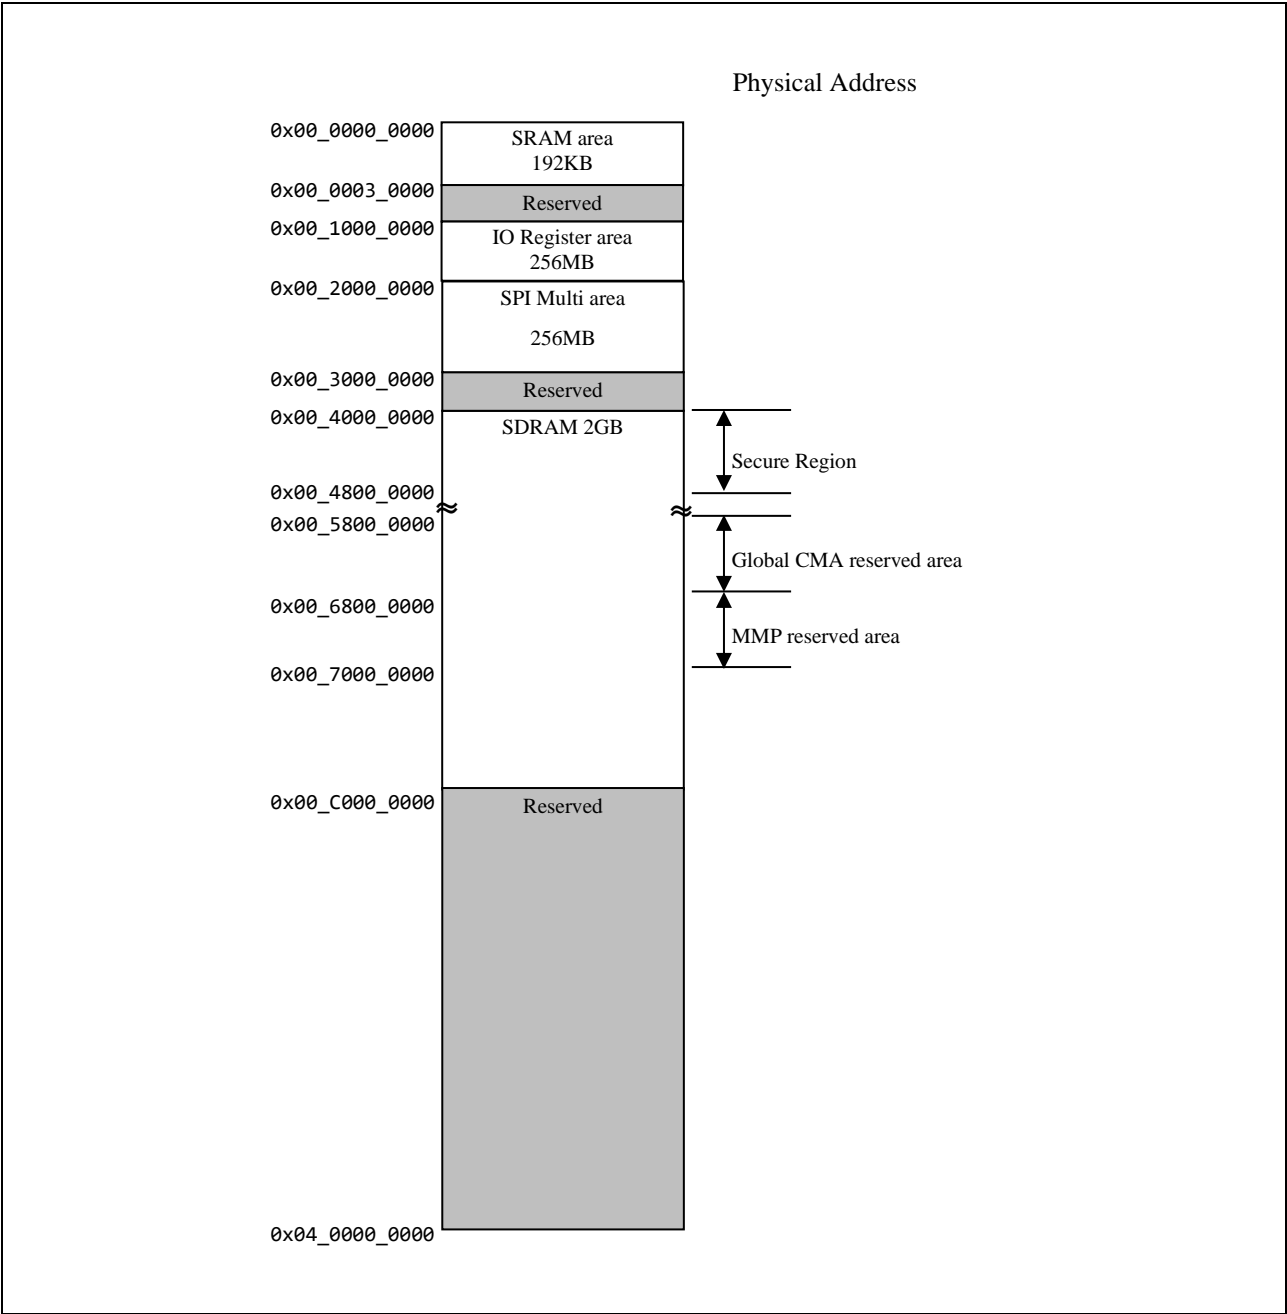 Physical Address
0x00_0000_0000
SRAM area
192KB
0x00_0003_0000
Reserved
0x00_1000_0000
IO Register area
256MB
0x00_2000_0000
SPI Multi area
256MB
0x00_3000_0000
Reserved
0x00_4000_0000
SDRAM 2GB
Secure Region
0x00_4800_0000
0x00_5800_0000
Global CMA reserved area
0x00_6800_0000
MMP reserved area
0x00_7000_0000
0x00_C000_0000
Reserved
0x04_0000_0000